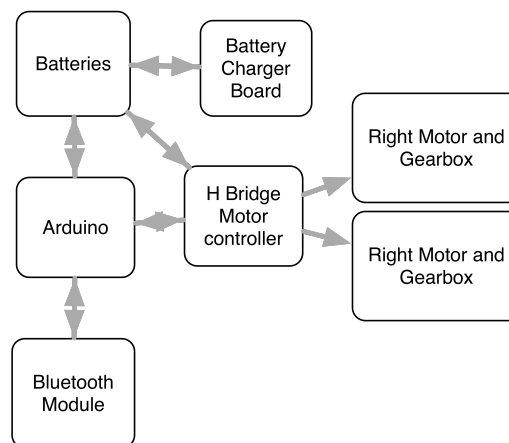 Batteries
Battery
Charger
Board
Right Motor and
Gearbox
Arduino
H Bridge
Motor
controller
Right Motor and
Gearbox
Bluetooth
Module